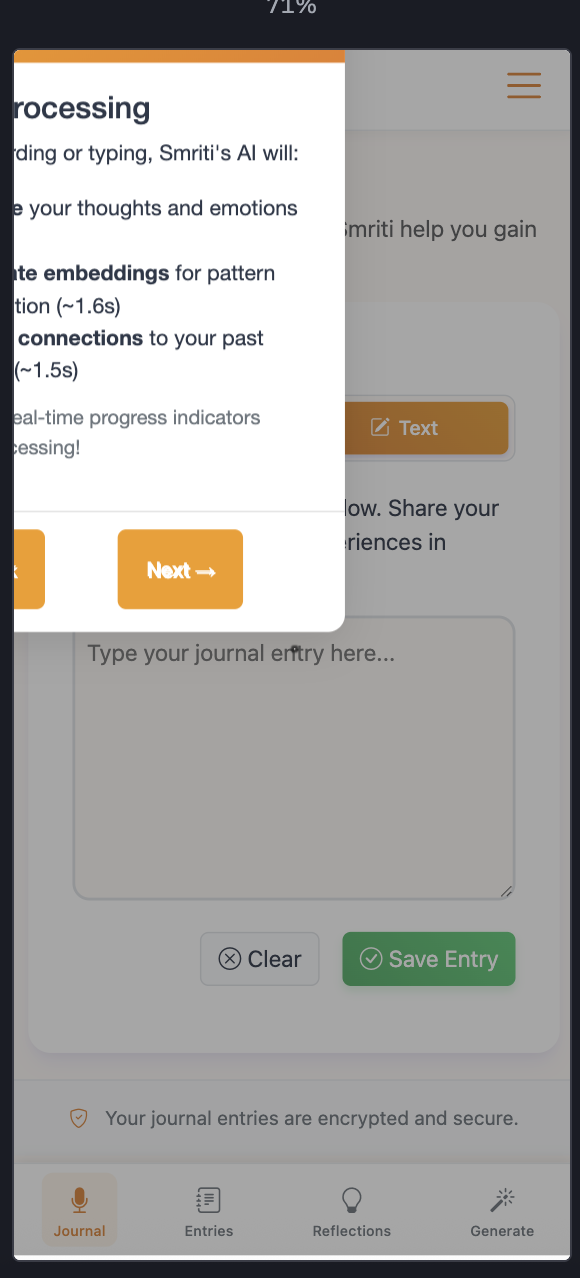 71%
rocessing
rding or typing, Smriti's AI will:
e your thoughts and emotions
Smriti help you gain
ate embeddings for pattern
tion (~1.6s)
connections to your past
(~1.5s)
eal-time progress indicators
cessing!
Text
low. Share your
eriences in
Next →
Type your journal entry here...
Clear
Save Entry
Your journal entries are encrypted and secure.
Journal
Entries
Reflections
Generate